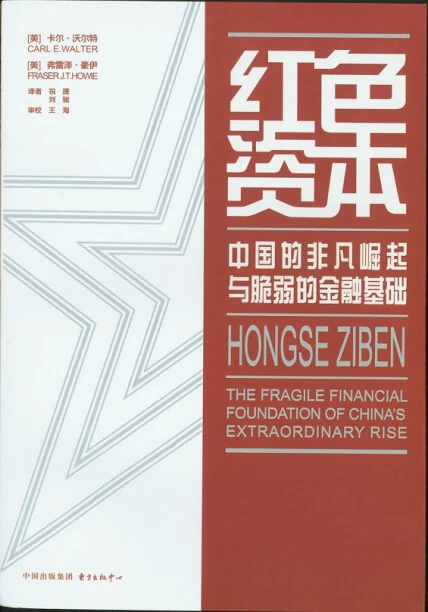 [美] 卡尔·沃尔特
CARL E.WALTER
[美] 弗雷泽·豪伊
FRASER J.T.HOWIE
译者 祝捷
刘骏
审校 王海
红色
资本
中国的非凡崛起
与脆弱的金融基础
HONGSE ZIBEN
THE FRAGILE FINANCIAL
FOUNDATION OF CHINA'S
EXTRAORDINARY RISE
中国出版集团 东方出版中心